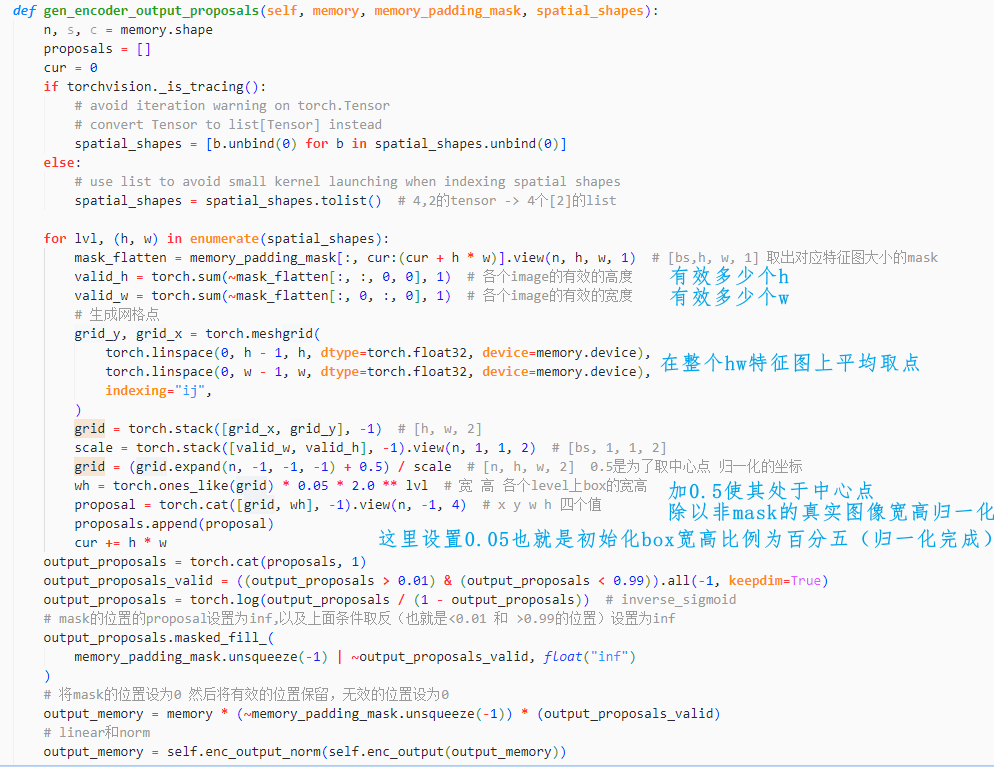 def gen_encoder_output_proposals(self, memory, memory_padding_mask, spatial_shapes):
    n, s, c = memory.shape
    proposals = []
    cur = 0
    if torchvision._is_tracing():
        # avoid iteration warning on torch.Tensor
        # convert Tensor to list[Tensor] instead
        spatial_shapes = [b.unbind(0) for b in spatial_shapes.unbind(0)]
    else:
        # use list to avoid small kernel launching when indexing spatial shapes
        spatial_shapes = spatial_shapes.tolist()  # 4,2的tensor -> 4个[2]的list

    for lvl, (h, w) in enumerate(spatial_shapes):
        mask_flatten = memory_padding_mask[:, cur:(cur + h * w)].view(n, h, w, 1)  # [bs,h, w, 1] 取出对应特征图大小的mask
        valid_h = torch.sum(~mask_flatten[:, :, 0, 0], 1)  # 各个image的有效的高度 有效多少个h
        valid_w = torch.sum(~mask_flatten[:, 0, :, 0], 1)  # 各个image的有效的宽度 有效多少个w
        # 生成网格点
        grid_y, grid_x = torch.meshgrid(
            torch.linspace(0, h - 1, h, dtype=torch.float32, device=memory.device),
            torch.linspace(0, w - 1, w, dtype=torch.float32, device=memory.device), 在整个hw特征图上平均取点
            indexing="ij",
        )
        grid = torch.stack([grid_x, grid_y], -1)  # [h, w, 2]
        scale = torch.stack([valid_w, valid_h], -1).view(n, 1, 1, 2)  # [bs, 1, 1, 2]
        grid = (grid.expand(n, -1, -1, -1) + 0.5) / scale  # [n, h, w, 2]  0.5是为了取中心点 归一化的坐标
        wh = torch.ones_like(grid) * 0.05 * 2.0 ** lvl  # 宽 高 各个level上box的宽高 加0.5使其处于中心点
        proposal = torch.cat([grid, wh], -1).view(n, -1, 4)  # x y w h 四个值 除以非mask的真实图像宽高归一化
        proposals.append(proposal)
        cur += h * w 这里设置0.05也就是初始化box宽高比例为百分五（归一化完成）
    output_proposals = torch.cat(proposals, 1)
    output_proposals_valid = ((output_proposals > 0.01) & (output_proposals < 0.99)).all(-1, keepdim=True)
    output_proposals = torch.log(output_proposals / (1 - output_proposals))  # inverse_sigmoid
    # mask的位置的proposal设置为inf,以及上面条件取反（也就是<0.01 和 >0.99的位置）设置为inf
    output_proposals.masked_fill_(
        memory_padding_mask.unsqueeze(-1) | ~output_proposals_valid, float("inf")
    )
    # 将mask的位置设为0 然后将有效的位置保留，无效的位置设为0
    output_memory = memory * (~memory_padding_mask.unsqueeze(-1)) * (output_proposals_valid)
    # linear和norm
    output_memory = self.enc_output_norm(self.enc_output(output_memory))